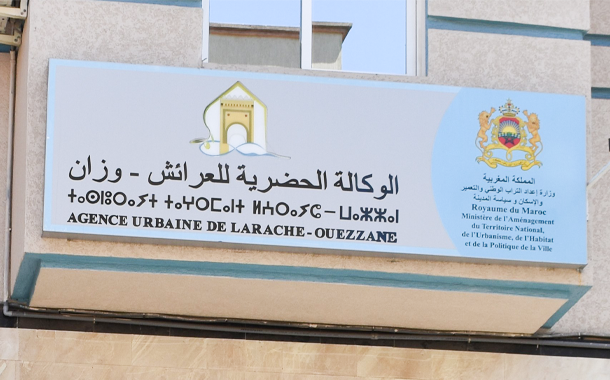 الوكالة الحضرية للعرائش - وزان
ⵜⴰⵙⵏⵓⵔⴰⵢⵜ ⵜⴰⵖⵔⵎⴰⵏⵜ ⵍⵄⵔⴰⵢⵛ – ⵡⴰⵣⵣⴰⵏ
AGENCE URBAINE DE LARACHE-OUEZZANE
المملكة المغربية
وزارة إعداد التراب الوطني والتعمير
والإسكان و سياسة المدينة
Royaume du Maroc
Ministère de l'Aménagement
du Territoire National,
de l'Urbanisme, de l'Habitat
et de la Politique de la Ville